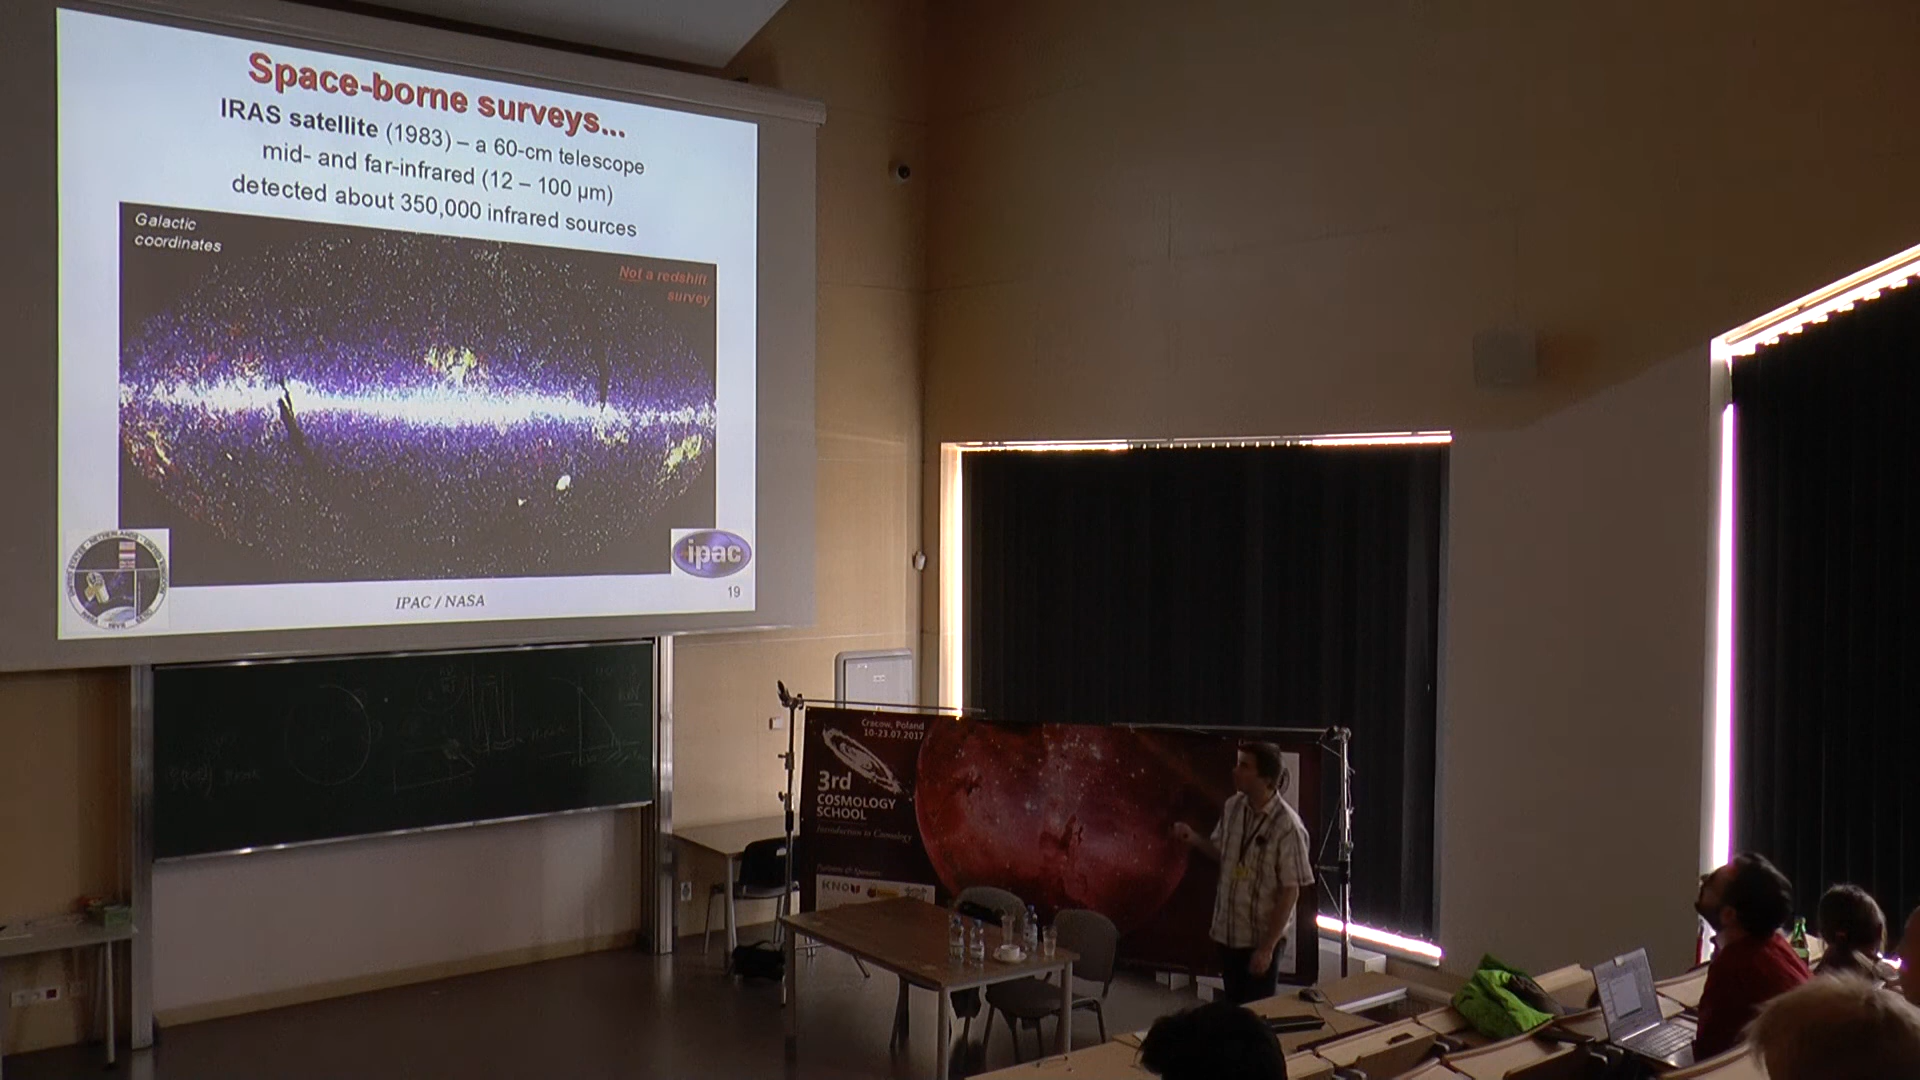 Space-borne surveys...
IRAS satellite (1983) – a 60-cm telescope
mid- and far-infrared (12 – 100 µm)
detected about 350,000 infrared sources
Galactic
coordinates
Not a redshift
survey
ipac
IPAC / NASA
19
Cracow, Poland
10-23.07.2017
3rd
COSMOLOGY
SCHOOL
Introduction to Cosmology